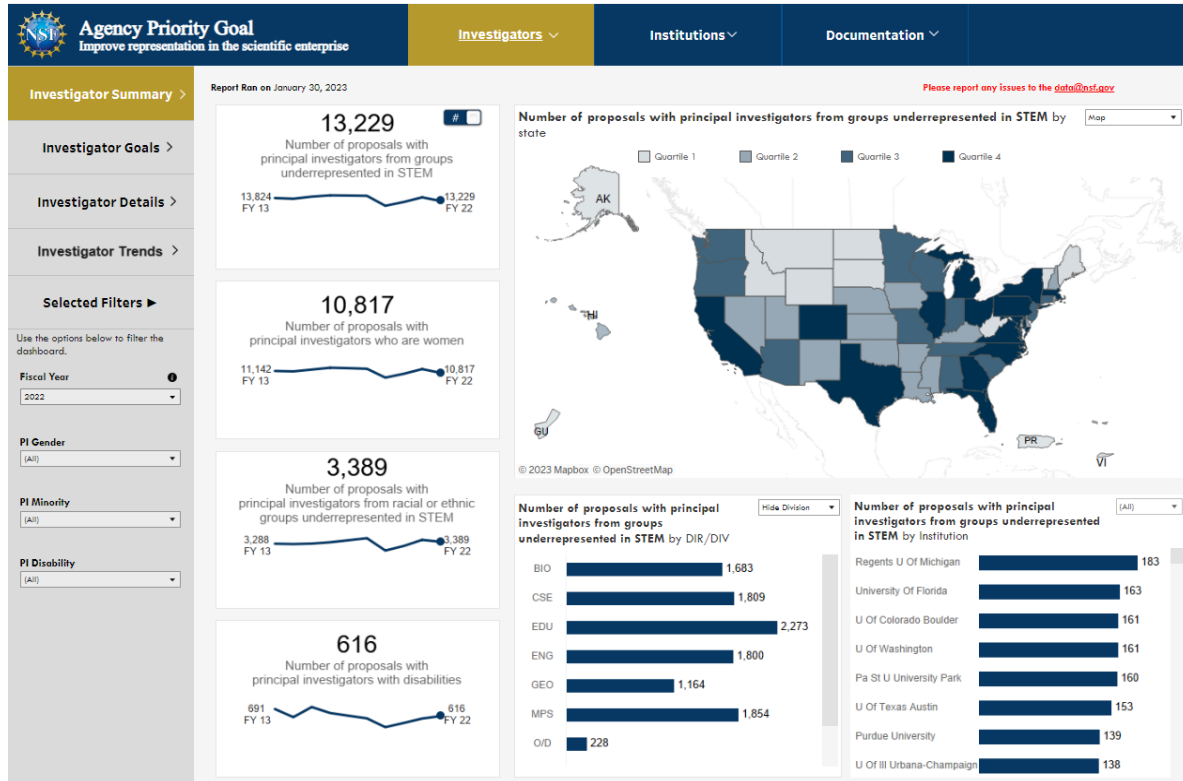 NSF
Agency Priority Goal
Improve representation in the scientific enterprise
Investigators
Institutions
Documentation
Investigator Summary >
Investigator Goals >
Investigator Details >
Investigator Trends >
Selected Filters ►
Use the options below to filter the
dashboard.
Fiscal Year
2022
PI Gender
(All)
PI Minority
(All)
PI Disability
(All)
Report Ran on January 30, 2023
Please report any issues to the data@nsf.gov
#
13,229
Number of proposals with
principal investigators from groups
underrepresented in STEM
13,824
FY 13
13,229
FY 22
10,817
Number of proposals with
principal investigators who are women
11,142
FY 13
10,817
FY 22
3,389
Number of proposals with
principal investigators from racial or ethnic
groups underrepresented in STEM
3,288
FY 13
3,389
FY 22
616
Number of proposals with
principal investigators with disabilities
691
FY 13
616
FY 22
Number of proposals with principal investigators from groups underrepresented in STEM by
state
Map
Quartile 1
Quartile 2
Quartile 3
Quartile 4
AK
HI
GU
PR
VI
© 2023 Mapbox © OpenStreetMap
Number of proposals with principal
investigators from groups
underrepresented in STEM by DIR/DIV
Hide Division
BIO 1,683
CSE 1,809
EDU 2,273
ENG 1,800
GEO 1,164
MPS 1,854
O/D 228
Number of proposals with principal
investigators from groups underrepresented
in STEM by Institution
(All)
Regents U Of Michigan 183
University Of Florida 163
U Of Colorado Boulder 161
U Of Washington 161
Pa St U University Park 160
U Of Texas Austin 153
Purdue University 139
U Of Ill Urbana-Champaign 138